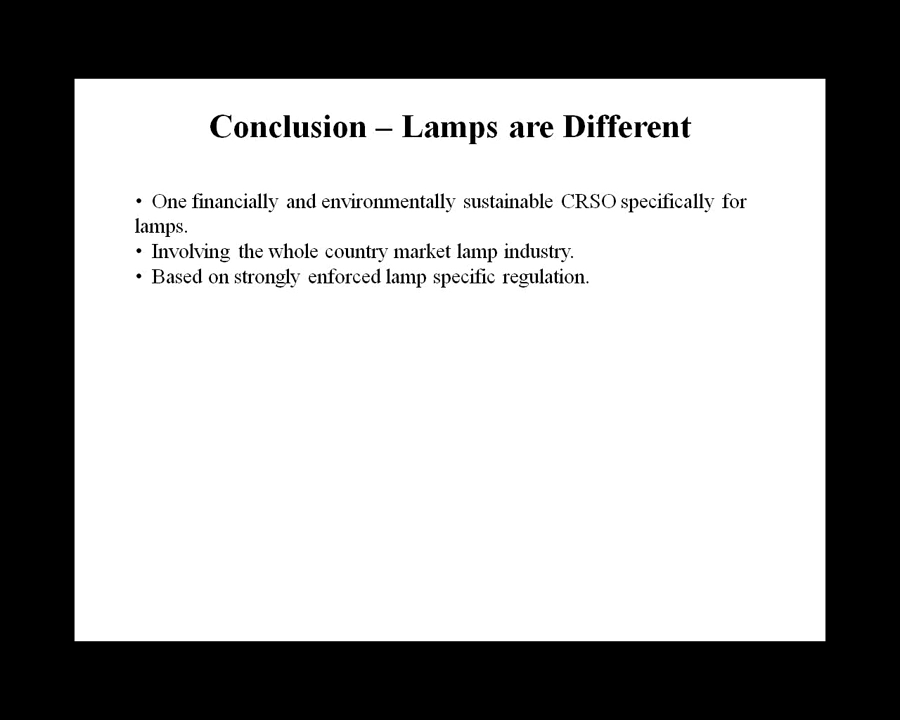 Conclusion – Lamps are Different
• One financially and environmentally sustainable CRSO specifically for
lamps.
• Involving the whole country market lamp industry.
• Based on strongly enforced lamp specific regulation.